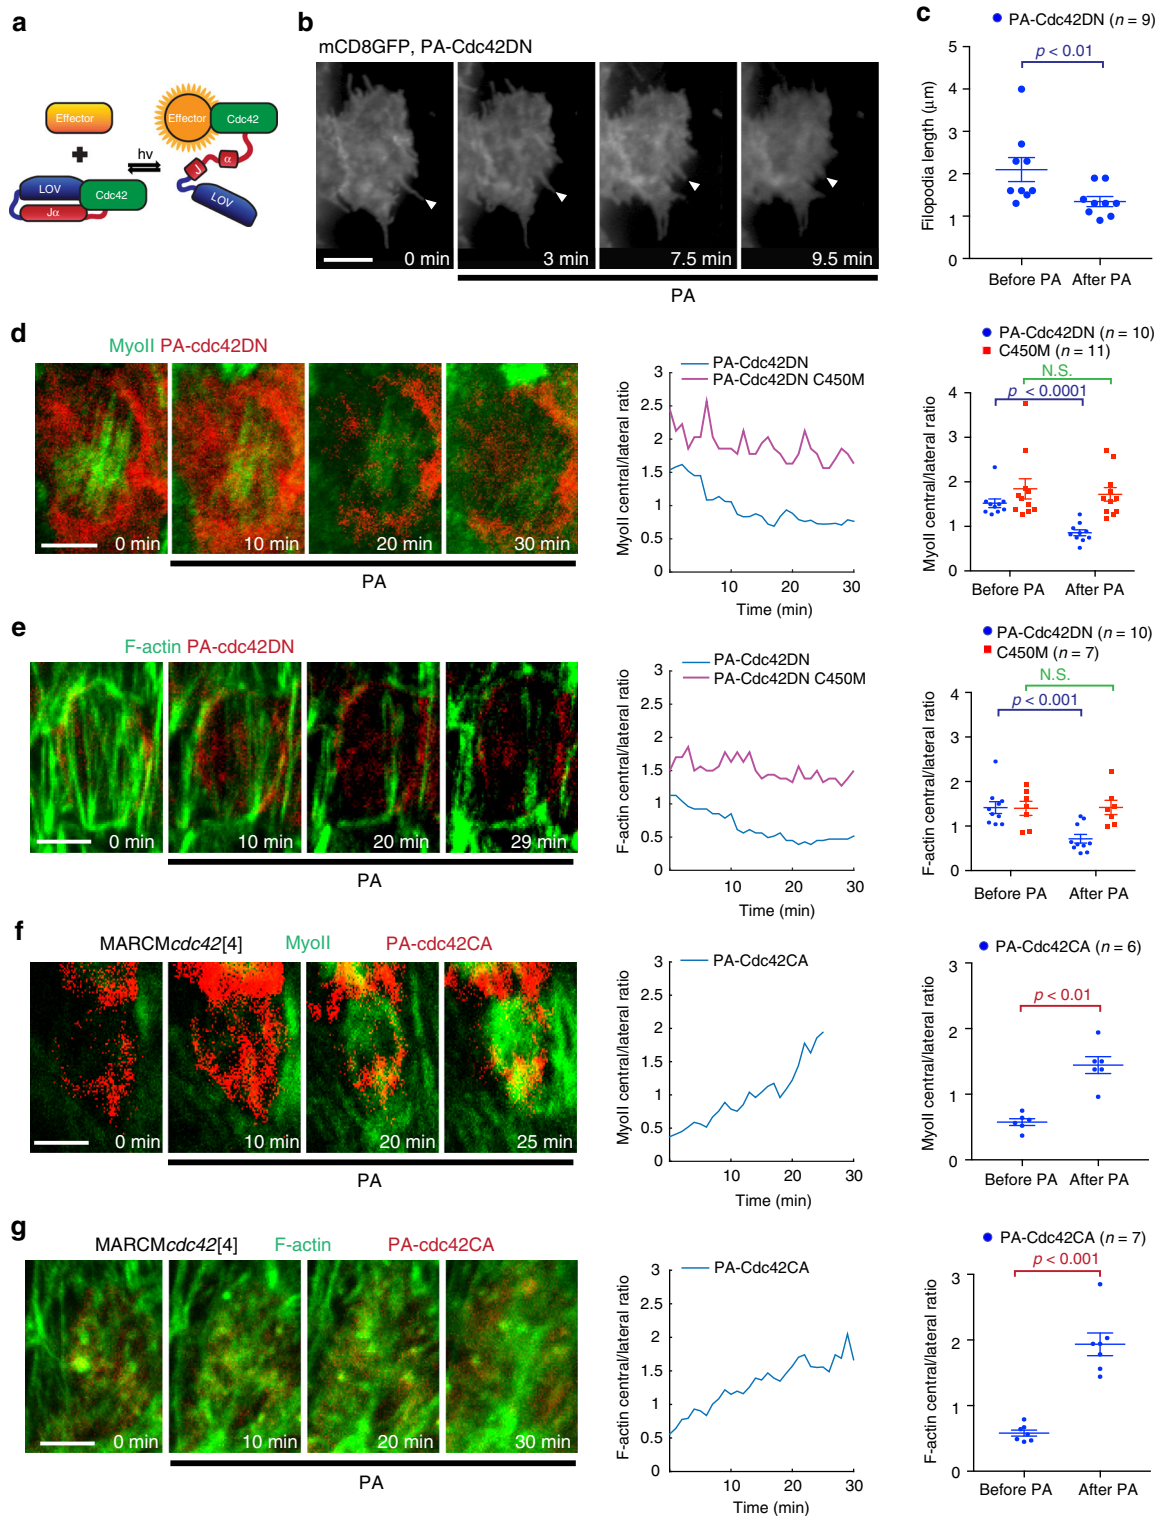 a
Effector
hν
LOV
Cdc42
Jα
Effector
Cdc42
J
α
LOV
b
mCD8GFP, PA-Cdc42DN
0 min
3 min
7.5 min
9.5 min
PA
c
PA-Cdc42DN (n = 9)
p < 0.01
Filopodia length (μm)
5
4
3
2
1
0
Before PA
After PA
d
MyoII PA-cdc42DN
0 min
10 min
20 min
30 min
PA
PA-Cdc42DN
PA-Cdc42DN C450M
MyoII central/lateral ratio
3
2.5
2
1.5
1
0.5
0
10
20
30
Time (min)
PA-Cdc42DN (n = 10)
C450M (n = 11)
N.S.
p < 0.0001
MyoII central/lateral ratio
4
3
2
1
0
Before PA
After PA
e
F-actin PA-cdc42DN
0 min
10 min
20 min
29 min
PA
PA-Cdc42DN
PA-Cdc42DN C450M
F-actin central/lateral ratio
3
2.5
2
1.5
1
0.5
0
10
20
30
Time (min)
PA-Cdc42DN (n = 10)
C450M (n = 7)
N.S.
p < 0.001
F-actin central/lateral ratio
4
3
2
1
0
Before PA
After PA
f
MARCMcdc42[4] MyoII PA-cdc42CA
0 min
10 min
20 min
25 min
PA
PA-Cdc42CA
MyoII central/lateral ratio
3
2.5
2
1.5
1
0.5
0
10
20
30
Time (min)
PA-Cdc42CA (n = 6)
p < 0.01
MyoII central/lateral ratio
3
2
1
0
Before PA
After PA
g
MARCMcdc42[4] F-actin PA-cdc42CA
0 min
10 min
20 min
30 min
PA
PA-Cdc42CA
F-actin central/lateral ratio
3
2.5
2
1.5
1
0.5
0
10
20
30
Time (min)
PA-Cdc42CA (n = 7)
p < 0.001
F-actin central/lateral ratio
3
2
1
0
Before PA
After PA